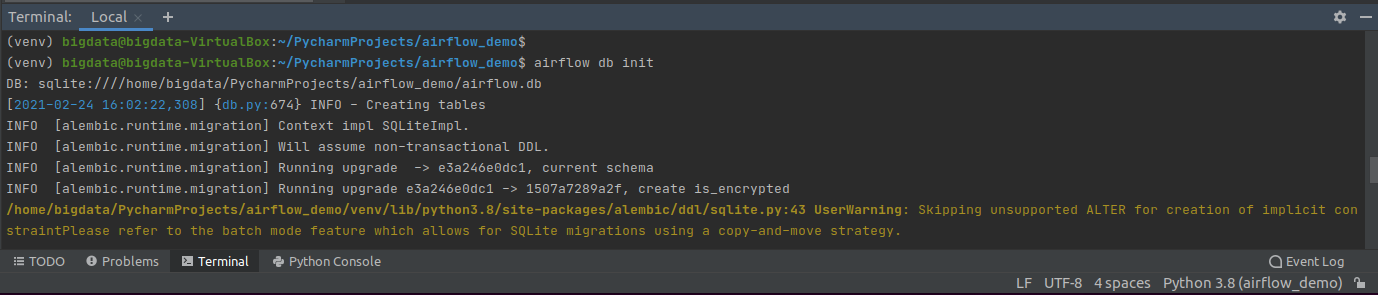 Terminal: Local × +
(venv) bigdata@bigdata-VirtualBox:~/PycharmProjects/airflow_demo$
(venv) bigdata@bigdata-VirtualBox:~/PycharmProjects/airflow_demo$ airflow db init
DB: sqlite:////home/bigdata/PycharmProjects/airflow_demo/airflow.db
[2021-02-24 16:02:22,308] {db.py:674} INFO - Creating tables
INFO  [alembic.runtime.migration] Context impl SQLiteImpl.
INFO  [alembic.runtime.migration] Will assume non-transactional DDL.
INFO  [alembic.runtime.migration] Running upgrade  -> e3a246e0dc1, current schema
INFO  [alembic.runtime.migration] Running upgrade e3a246e0dc1 -> 1507a7289a2f, create is_encrypted
/home/bigdata/PycharmProjects/airflow_demo/venv/lib/python3.8/site-packages/alembic/ddl/sqlite.py:43 UserWarning: Skipping unsupported ALTER for creation of implicit con
straintPlease refer to the batch mode feature which allows for SQLite migrations using a copy-and-move strategy.
TODO Problems Terminal Python Console Event Log
LF UTF-8 4 spaces Python 3.8 (airflow_demo)